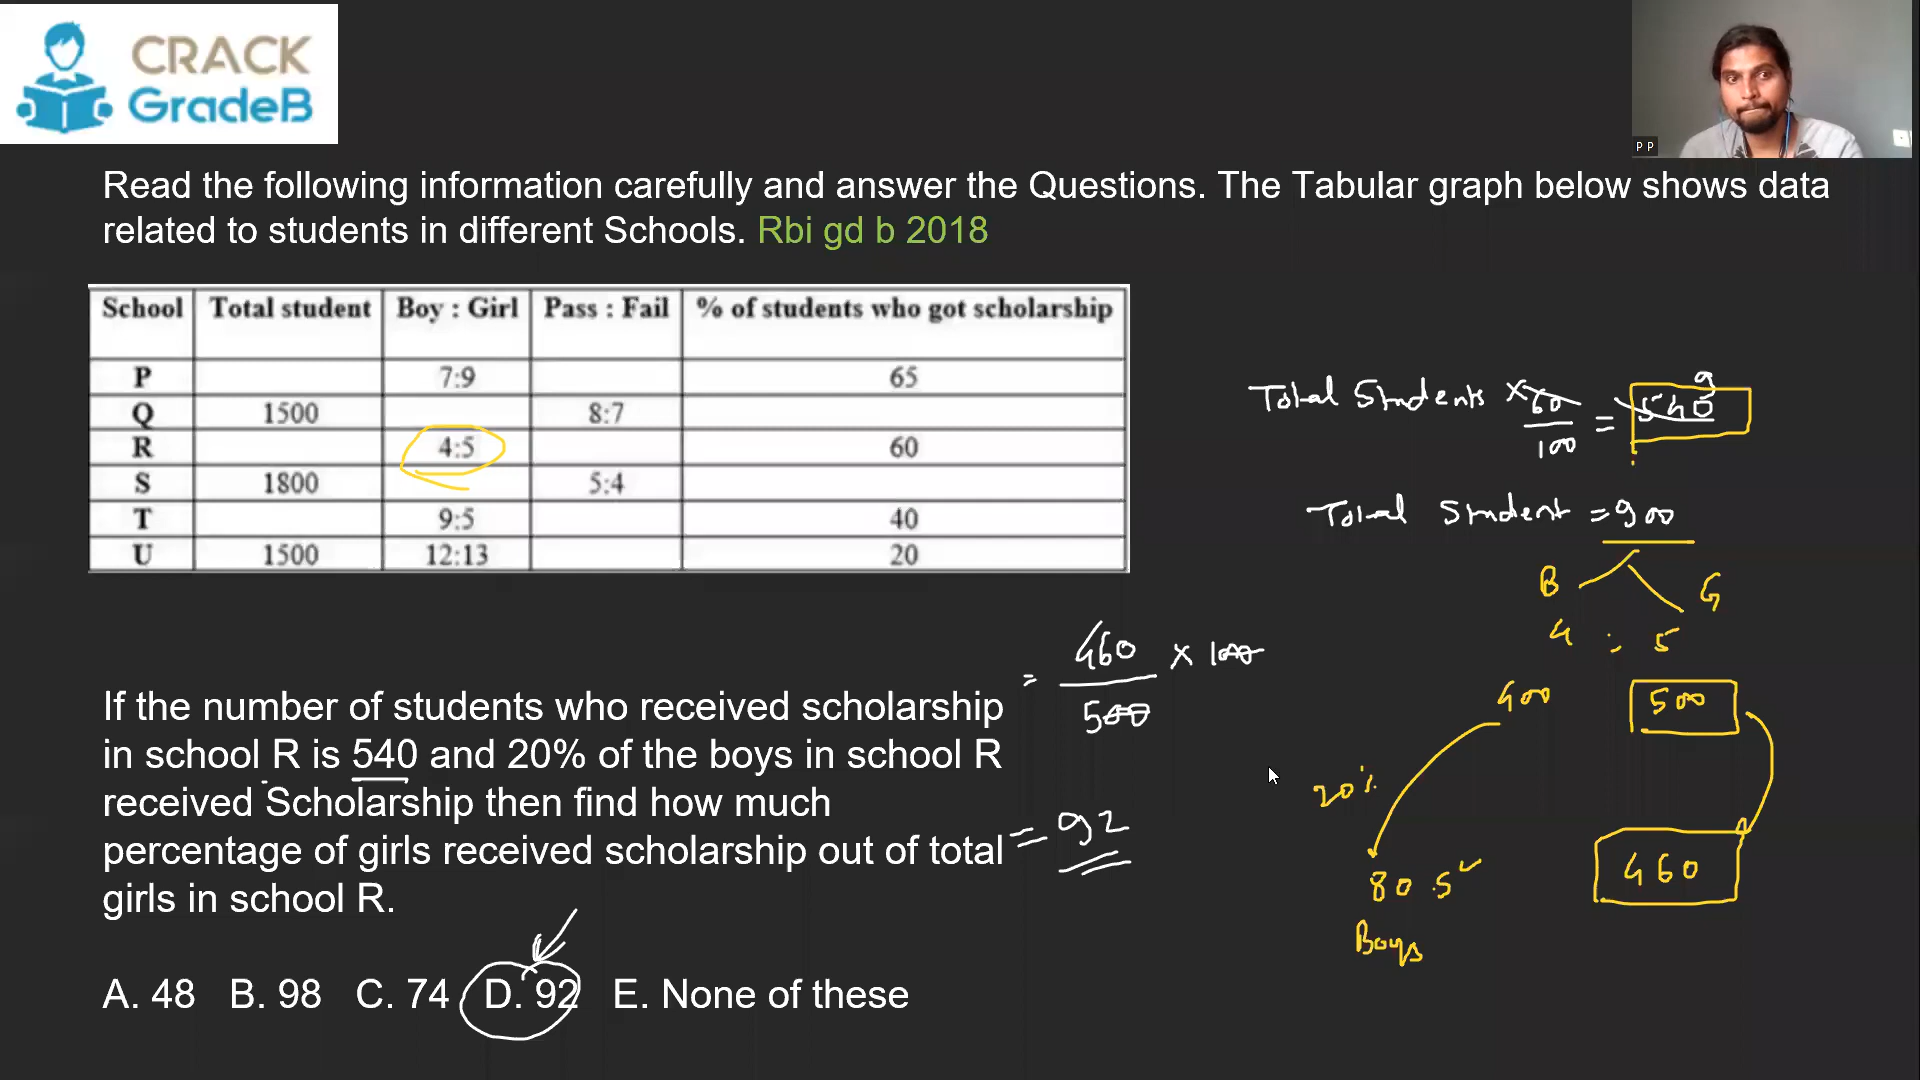 CRACK
GradeB
P P
Read the following information carefully and answer the Questions. The Tabular graph below shows data
related to students in different Schools. Rbi gd b 2018
School Total student Boy : Girl Pass : Fail % of students who got scholarship
P 7:9 65
Q 1500 8:7
R 4:5 60
S 1800 5:4
T 9:5 40
U 1500 12:13 20
Total Students × 60/100 = 540 9
Total Student = 900
B G
4 : 5
400 500
20%
80
460
Boys
If the number of students who received scholarship
in school R is 540 and 20% of the boys in school R
received Scholarship then find how much
percentage of girls received scholarship out of total
girls in school R.
= 460/500 × 100
= 92
A. 48 B. 98 C. 74 D. 92 E. None of these